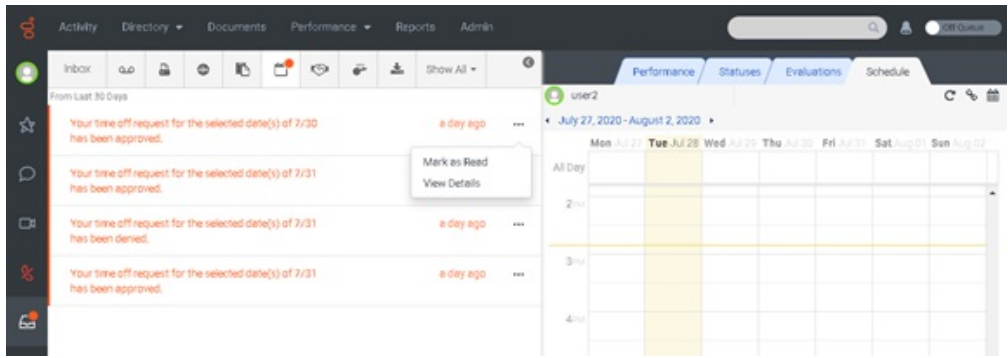 Activity Directory Documents Performance Reports Admin
Off Queue
Inbox Show All
From Last 30 Days
Your time off request for the selected date(s) of 7/30
has been approved.
a day ago
Mark as Read
View Details
Your time off request for the selected date(s) of 7/31
has been approved.
Your time off request for the selected date(s) of 7/31
has been denied.
a day ago
Your time off request for the selected date(s) of 7/31
has been approved.
a day ago
Performance Statuses Evaluations Schedule
user2
July 27, 2020 - August 2, 2020
Mon Jul 27 Tue Jul 28 Wed Jul 29 Thu Jul 30 Fri Jul 31 Sat Aug 01 Sun Aug 02
All Day
2PM
3PM
4PM